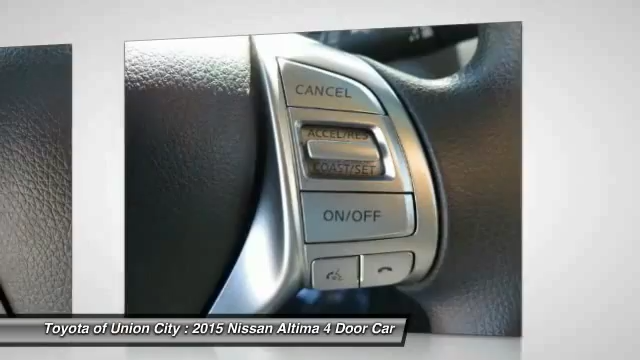 CANCEL
ACCEL/RES
COAST/SET
ON/OFF
Toyota of Union City : 2015 Nissan Altima 4 Door Car